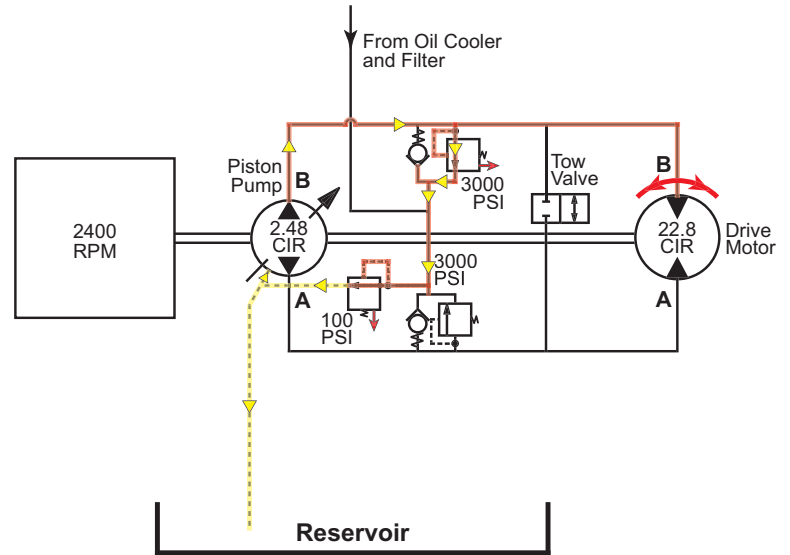 From Oil Cooler
and Filter
Piston
Pump
B
3000
PSI
Tow
Valve
B
2400
RPM
2.48
CIR
22.8
CIR
Drive
Motor
3000
PSI
A
100
PSI
A
Reservoir